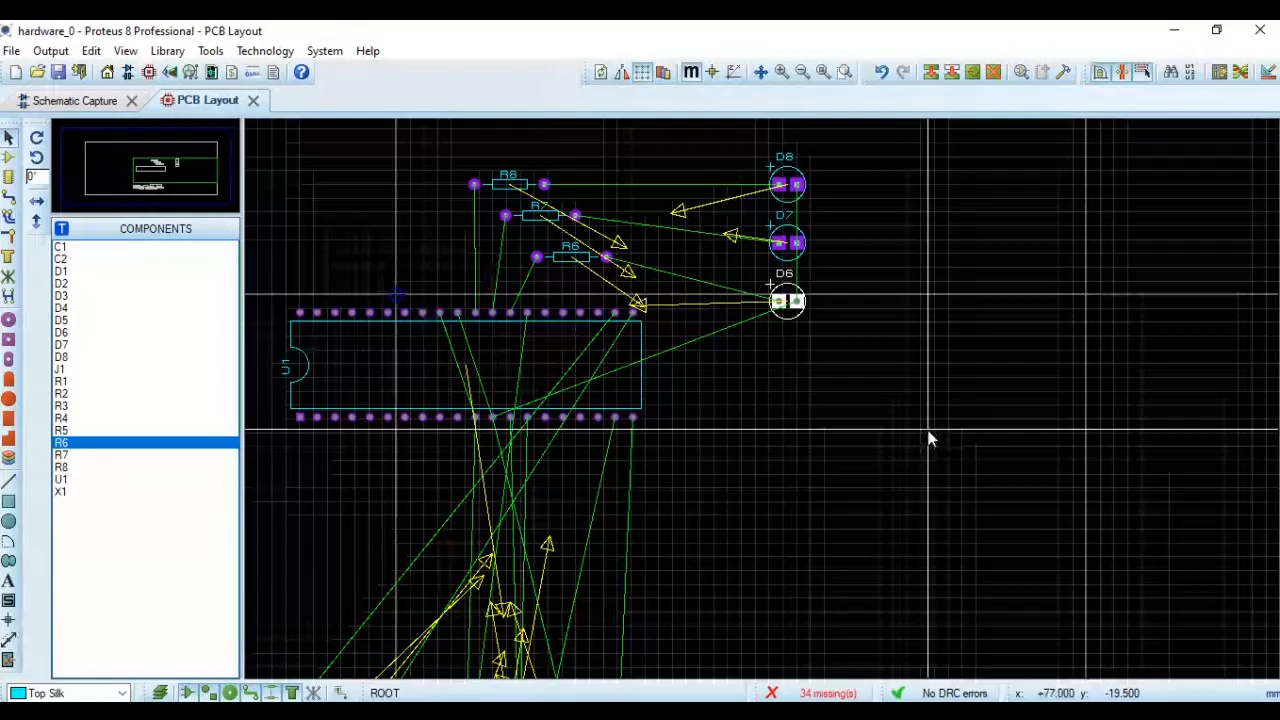 hardware_0 - Proteus 8 Professional - PCB Layout
File Output Edit View Library Tools Technology System Help
Schematic Capture PCB Layout
0°
COMPONENTS
C1
C2
D1
D2
D3
D4
D5
D6
D7
D8
J1
R1
R2
R3
R4
R5
R6
R7
R8
U1
X1
D8
R8
R7
D7
R6
D6
U1
Top Silk
ROOT
34 missing(s)
No DRC errors
x: +77.000 y: -19.500